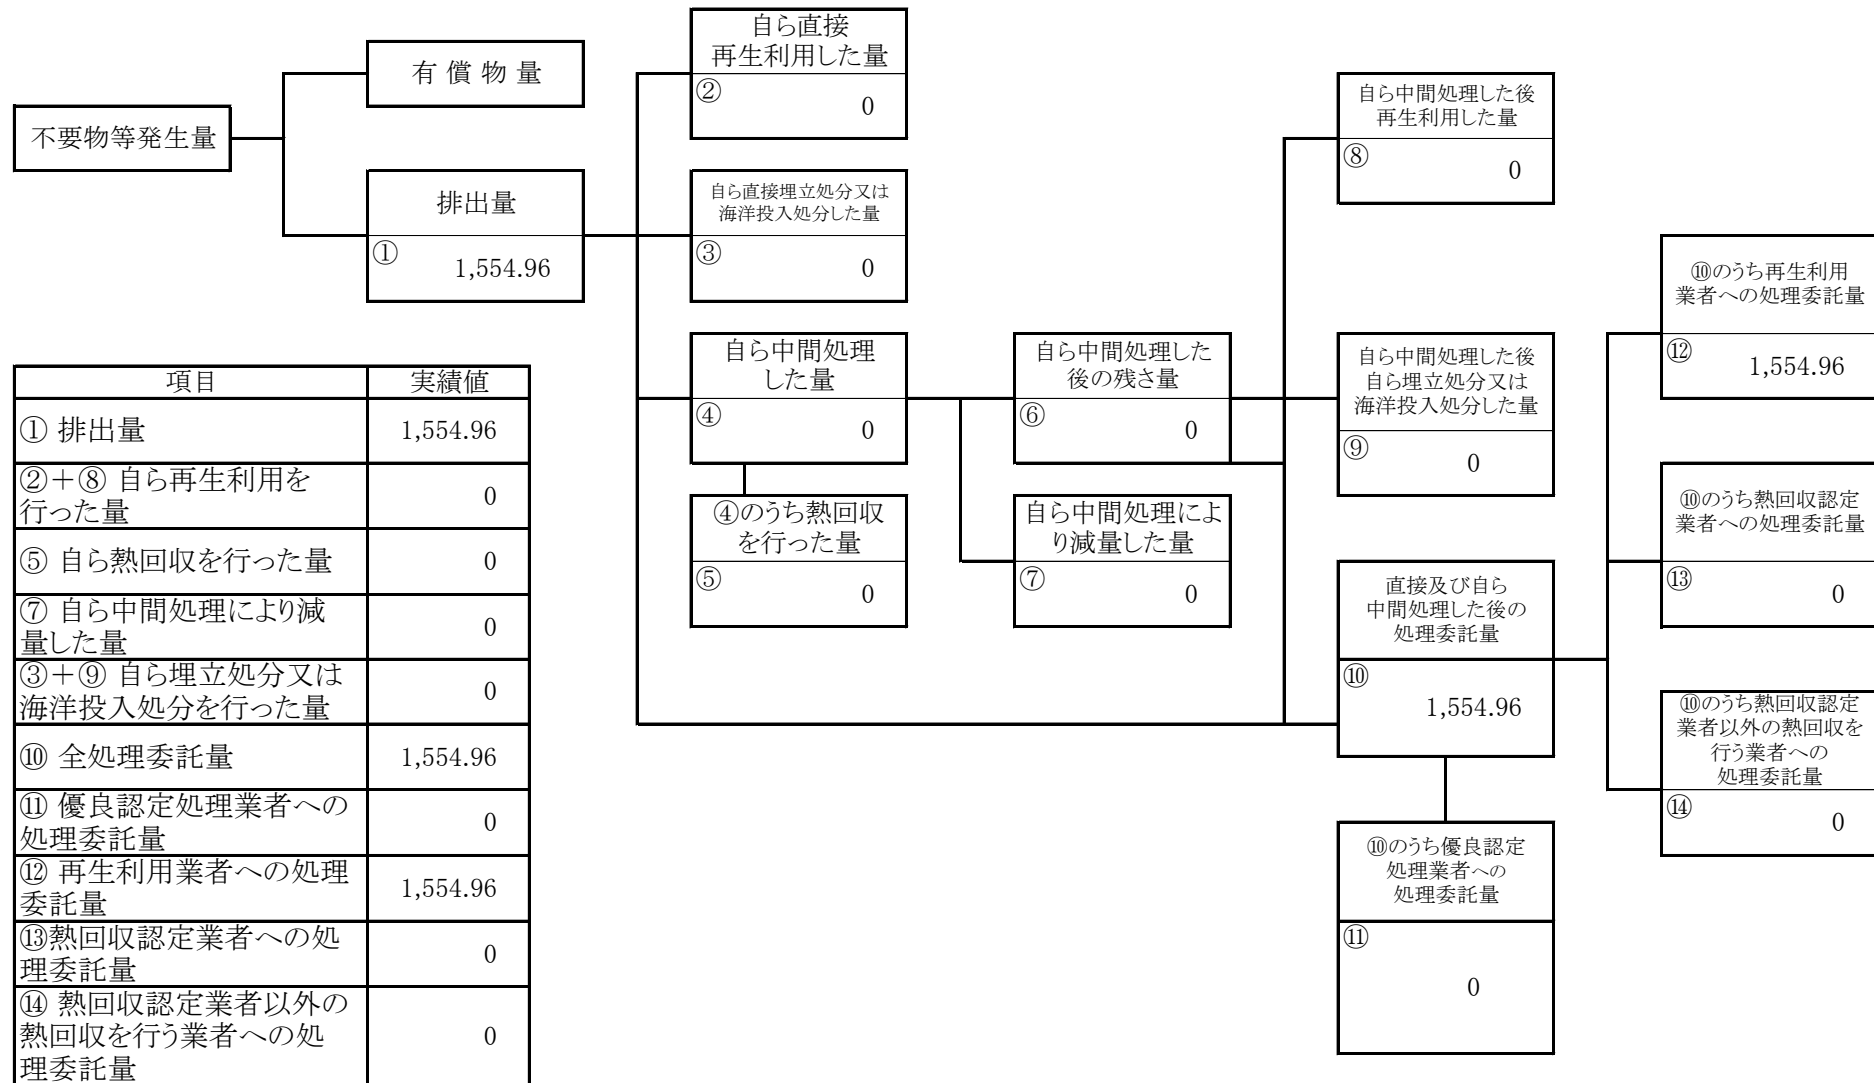 自ら直接
再生利用した量
②
0
有 償 物 量
不要物等発生量
排出量
①
1,554.96
自ら直接埋立処分又は
海洋投入処分した量
③
0
自ら中間処理した後
再生利用した量
⑧
0
自ら中間処理
した量
④
0
自ら中間処理した
後の残さ量
⑥
0
自ら中間処理した後
自ら埋立処分又は
海洋投入処分した量
⑨
0
④のうち熱回収
を行った量
⑤
0
自ら中間処理によ
り減量した量
⑦
0
直接及び自ら
中間処理した後の
処理委託量
⑩
1,554.96
⑩のうち優良認定
処理業者への
処理委託量
⑪
0
⑩のうち再生利用
業者への処理委託量
⑫
1,554.96
⑩のうち熱回収認定
業者への処理委託量
⑬
0
⑩のうち熱回収認定
業者以外の熱回収を
行う業者への
処理委託量
⑭
0
項目 実績値
① 排出量 1,554.96
②+⑧ 自ら再生利用を
行った量 0
⑤ 自ら熱回収を行った量 0
⑦ 自ら中間処理により減
量した量 0
③+⑨ 自ら埋立処分又は
海洋投入処分を行った量 0
⑩ 全処理委託量 1,554.96
⑪ 優良認定処理業者への
処理委託量 0
⑫ 再生利用業者への処理
委託量 1,554.96
⑬熱回収認定業者への処
理委託量 0
⑭ 熱回収認定業者以外の
熱回収を行う業者への処
理委託量 0